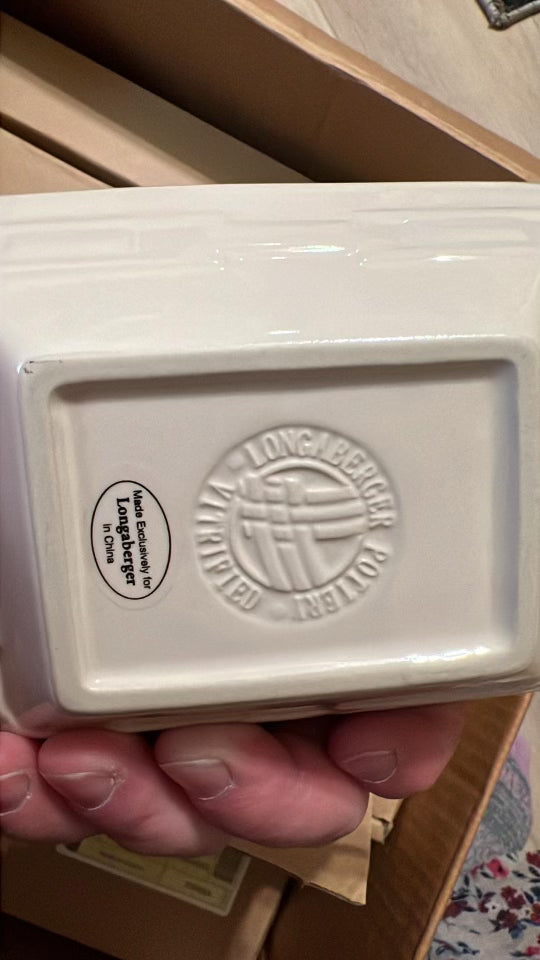 LONGABERGER POTTERY
VITRIFIED
Made Exclusively for
Longaberger
in China